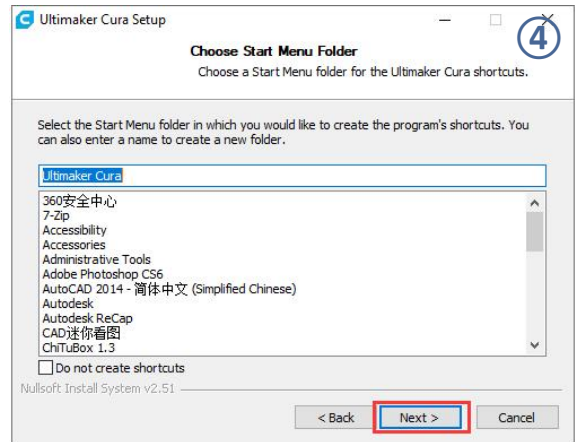 Ultimaker Cura Setup
④
Choose Start Menu Folder
Choose a Start Menu folder for the Ultimaker Cura shortcuts.
Select the Start Menu folder in which you would like to create the program's shortcuts. You
can also enter a name to create a new folder.
Ultimaker Cura
360安全中心
7-Zip
Accessibility
Accessories
Administrative Tools
Adobe Photoshop CS6
AutoCAD 2014 - 简体中文 (Simplified Chinese)
Autodesk
Autodesk ReCap
CAD迷你看图
ChiTuBox 1.3
Do not create shortcuts
Nullsoft Install System v2.51
< Back Next > Cancel